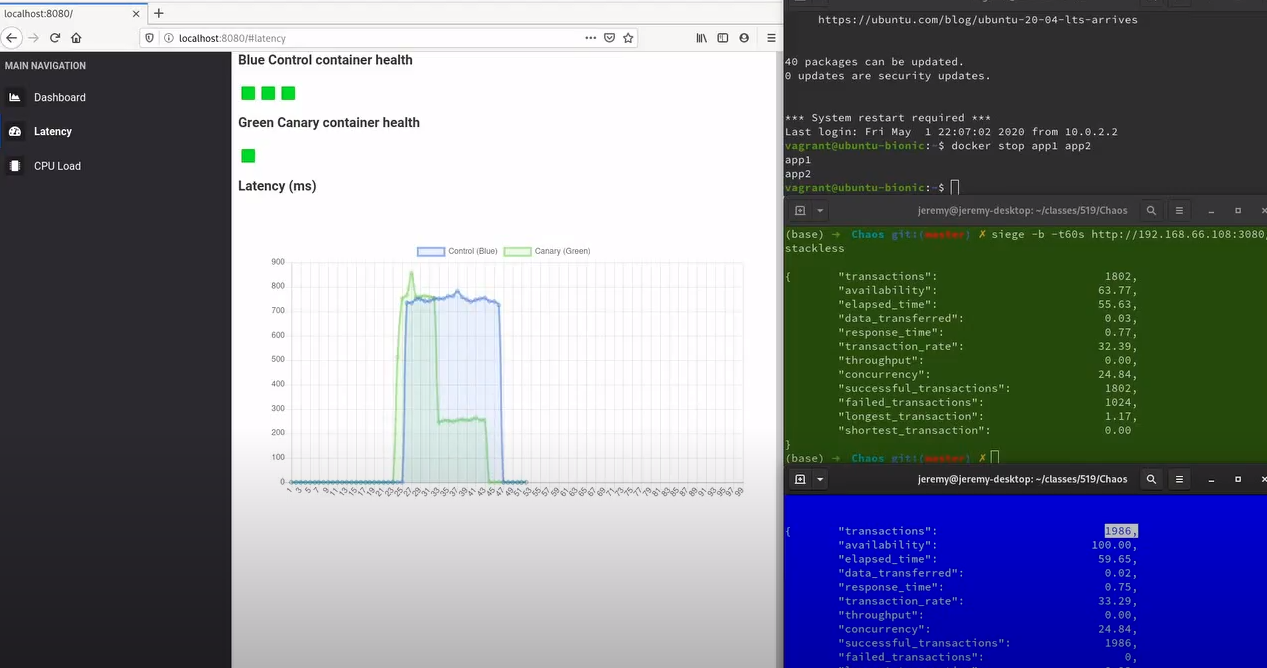 localhost:8080/
localhost:8080/#latency
MAIN NAVIGATION
Dashboard
Latency
CPU Load
Blue Control container health
Green Canary container health
Latency (ms)
Control (Blue) Canary (Green)
900
800
700
600
500
400
300
200
100
0
1 3 5 7 9 11 13 15 17 19 21 23 25 27 29 31 33 35 37 39 41 43 45 47 49 51 53 55 57 59 61 63 65 67 69 71 73 75 77 79 81 83 85 87 89 91 93 95 97 99
https://ubuntu.com/blog/ubuntu-20-04-lts-arrives
40 packages can be updated.
0 updates are security updates.
*** System restart required ***
Last login: Fri May 1 22:07:02 2020 from 10.0.2.2
vagrant@ubuntu-bionic:~$ docker stop app1 app2
app1
app2
vagrant@ubuntu-bionic:~$
jeremy@jeremy-desktop: ~/classes/519/Chaos
(base) → Chaos git:(master) ✗ siege -b -t60s http://192.168.66.108:3080/
stackless
{ "transactions": 1802,
"availability": 63.77,
"elapsed_time": 55.63,
"data_transferred": 0.03,
"response_time": 0.77,
"transaction_rate": 32.39,
"throughput": 0.00,
"concurrency": 24.84,
"successful_transactions": 1802,
"failed_transactions": 1024,
"longest_transaction": 1.17,
"shortest_transaction": 0.00
}
(base) → Chaos git:(master) ✗
jeremy@jeremy-desktop: ~/classes/519/Chaos
{ "transactions": 1986,
"availability": 100.00,
"elapsed_time": 59.65,
"data_transferred": 0.02,
"response_time": 0.75,
"transaction_rate": 33.29,
"throughput": 0.00,
"concurrency": 24.84,
"successful_transactions": 1986,
"failed_transactions": 0,